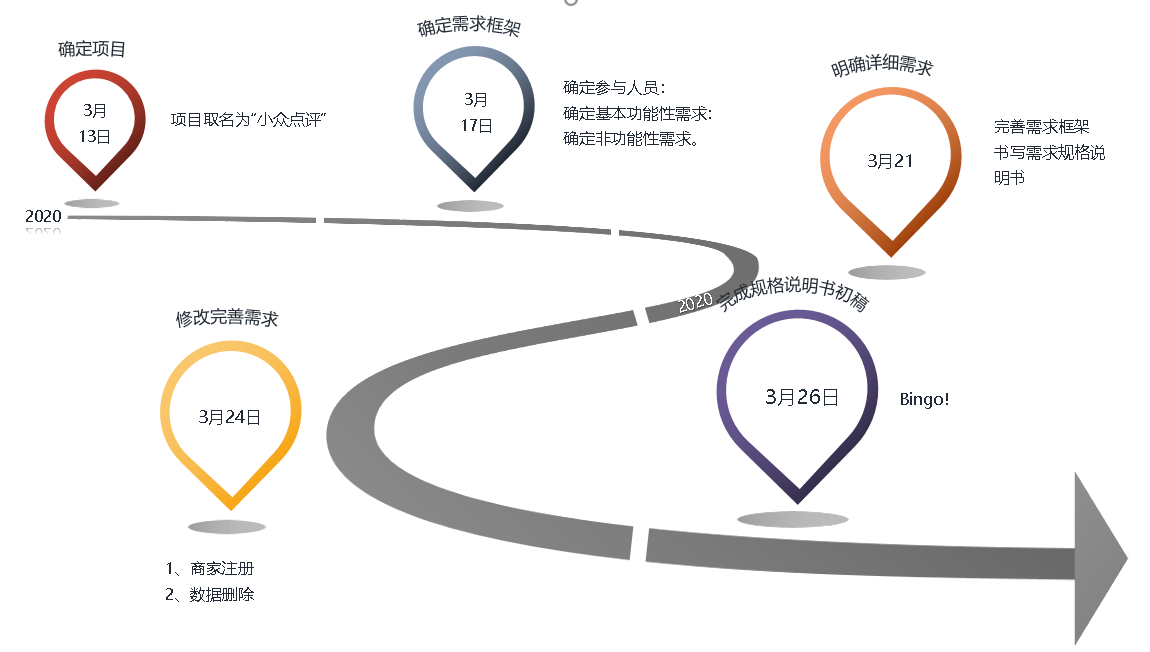 确定项目
3月
13日
项目取名为“小众点评”
确定需求框架
3月
17日
确定参与人员：
确定基本功能性需求：
确定非功能性需求。
明确详细需求
3月21
完善需求框架
书写需求规格说
明书
2020
2020
修改完善需求
3月24日
1、商家注册
2、数据删除
完成规格说明书初稿
3月26日
Bingo!